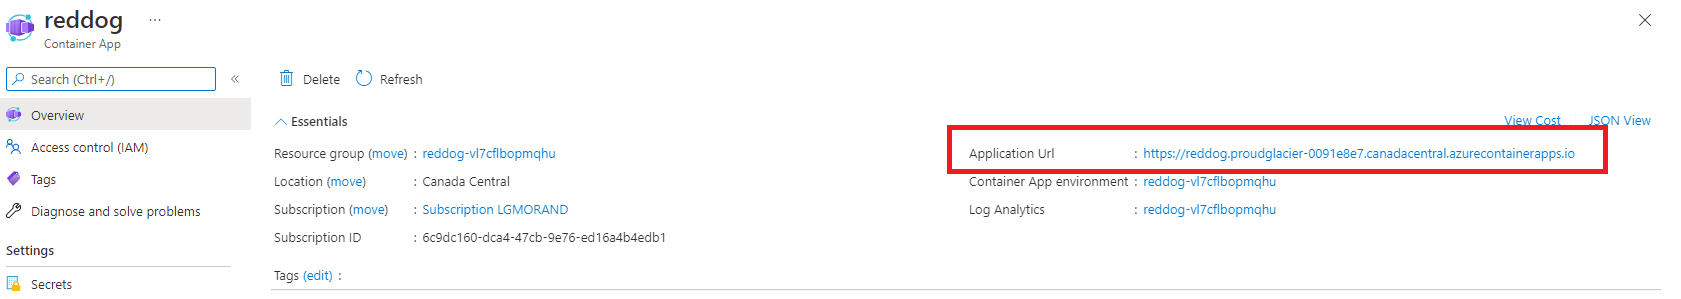 reddog ...
Container App
Search (Ctrl+/) «
Overview
Access control (IAM)
Tags
Diagnose and solve problems
Settings
Secrets
Delete Refresh
Essentials
View Cost JSON View
Resource group (move) : reddog-vl7cflbopmqhu
Location (move) : Canada Central
Subscription (move) : Subscription LGMORAND
Subscription ID : 6c9dc160-dca4-47cb-9e76-ed16a4b4edb1
Application Url : https://reddog.proudglacier-0091e8e7.canadacentral.azurecontainerapps.io
Container App environment : reddog-vl7cflbopmqhu
Log Analytics : reddog-vl7cflbopmqhu
Tags (edit) :